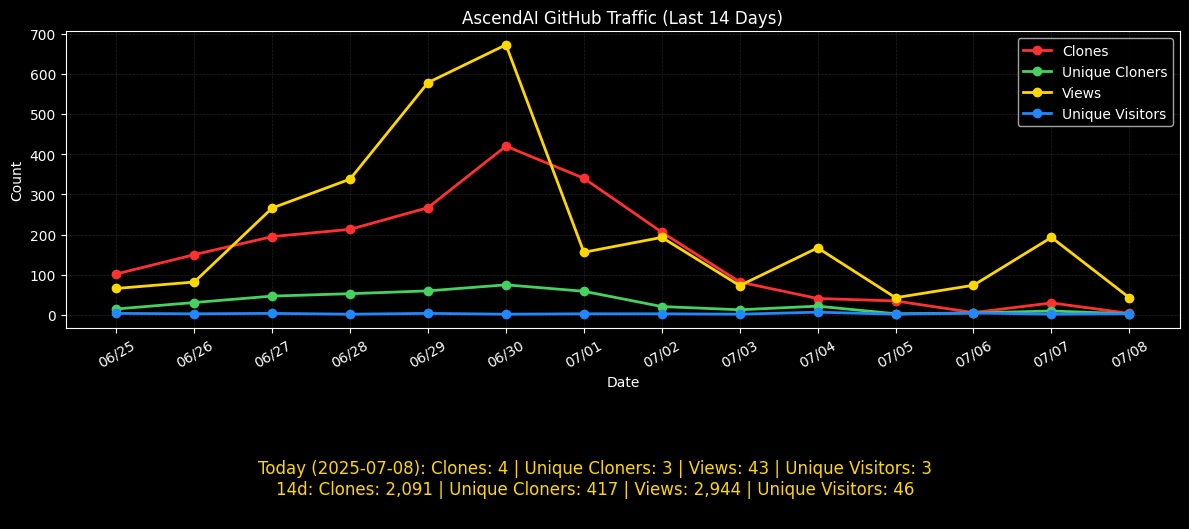 AscendAI GitHub Traffic (Last 14 Days)
700
600
500
400
300
200
100
0
Count
Clones
Unique Cloners
Views
Unique Visitors
06/25
06/26
06/27
06/28
06/29
06/30
07/01
07/02
07/03
07/04
07/05
07/06
07/07
07/08
Date
Today (2025-07-08): Clones: 4 | Unique Cloners: 3 | Views: 43 | Unique Visitors: 3
14d: Clones: 2,091 | Unique Cloners: 417 | Views: 2,944 | Unique Visitors: 46